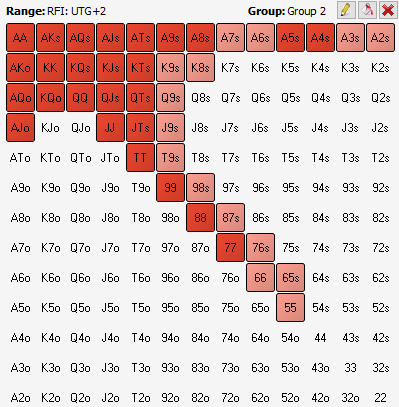 Range: RFI: UTG+2 Group: Group 2
AA AKs AQs AJs ATs A9s A8s A7s A6s A5s A4s A3s A2s
AKo KK KQs KJs KTs K9s K8s K7s K6s K5s K4s K3s K2s
AQo KQo QQ QJs QTs Q9s Q8s Q7s Q6s Q5s Q4s Q3s Q2s
AJo KJo QJo JJ JTs J9s J8s J7s J6s J5s J4s J3s J2s
ATo KTo QTo JTo TT T9s T8s T7s T6s T5s T4s T3s T2s
A9o K9o Q9o J9o T9o 99 98s 97s 96s 95s 94s 93s 92s
A8o K8o Q8o J8o T8o 98o 88 87s 86s 85s 84s 83s 82s
A7o K7o Q7o J7o T7o 97o 87o 77 76s 75s 74s 73s 72s
A6o K6o Q6o J6o T6o 96o 86o 76o 66 65s 64s 63s 62s
A5o K5o Q5o J5o T5o 95o 85o 75o 65o 55 54s 53s 52s
A4o K4o Q4o J4o T4o 94o 84o 74o 64o 54o 44 43s 42s
A3o K3o Q3o J3o T3o 93o 83o 73o 63o 53o 43o 33 32s
A2o K2o Q2o J2o T2o 92o 82o 72o 62o 52o 42o 32o 22